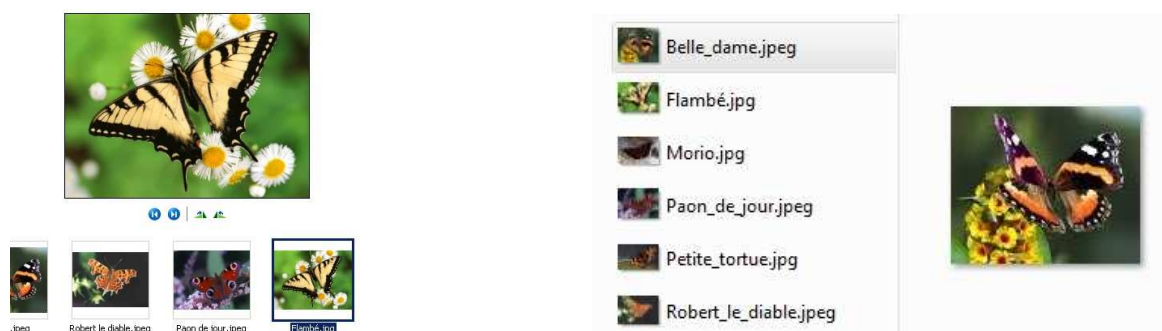 .jpeg
Robert le diable.jpeg
Paon de jour.jpeg
Flambé.jpg
Belle_dame.jpeg
Flambé.jpg
Morio.jpg
Paon_de_jour.jpeg
Petite_tortue.jpg
Robert_le_diable.jpeg